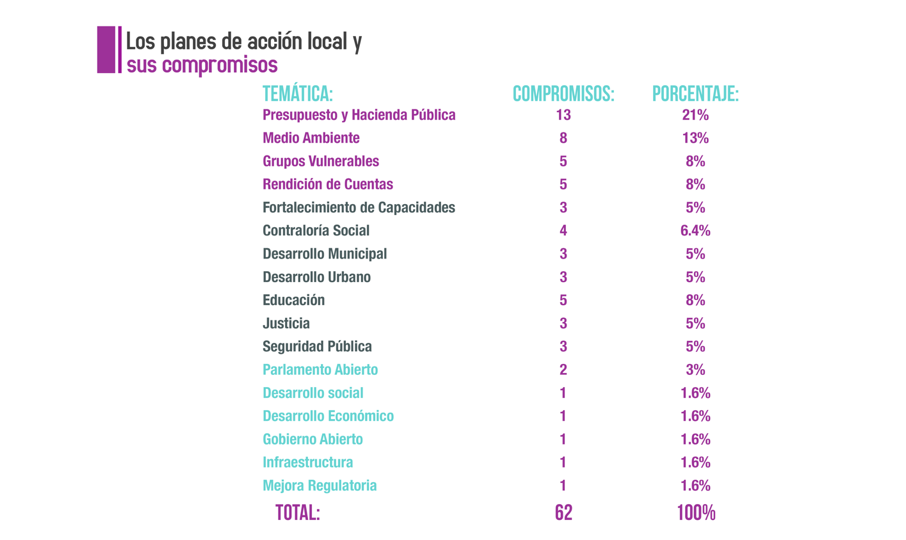 Los planes de acción local y
sus compromisos
TEMÁTICA: COMPROMISOS: PORCENTAJE:
Presupuesto y Hacienda Pública 13 21%
Medio Ambiente 8 13%
Grupos Vulnerables 5 8%
Rendición de Cuentas 5 8%
Fortalecimiento de Capacidades 3 5%
Contraloría Social 4 6.4%
Desarrollo Municipal 3 5%
Desarrollo Urbano 3 5%
Educación 5 8%
Justicia 3 5%
Seguridad Pública 3 5%
Parlamento Abierto 2 3%
Desarrollo social 1 1.6%
Desarrollo Económico 1 1.6%
Gobierno Abierto 1 1.6%
Infraestructura 1 1.6%
Mejora Regulatoria 1 1.6%
TOTAL: 62 100%